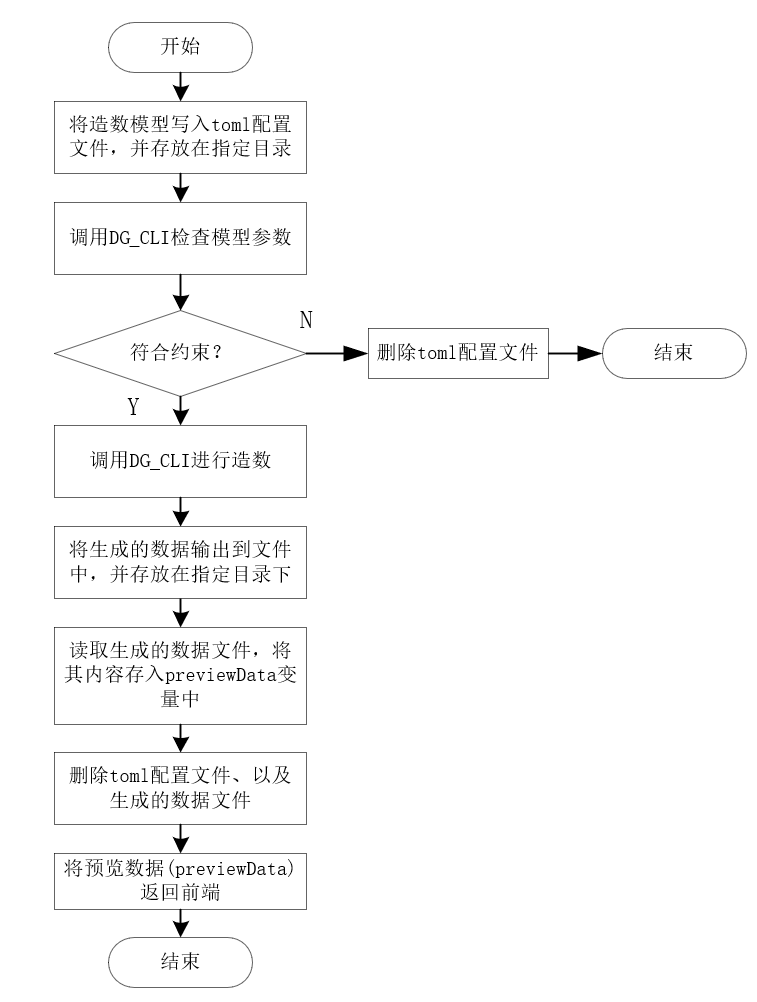 开始
将造数模型写入toml配置
文件，并存放在指定目录
调用DG_CLI检查模型参数
符合约束？
N
删除toml配置文件
结束
Y
调用DG_CLI进行造数
将生成的数据输出到文件
中，并存放在指定目录下
读取生成的数据文件，将
其内容存入previewData变
量中
删除toml配置文件、以及
生成的数据文件
将预览数据(previewData)
返回前端
结束